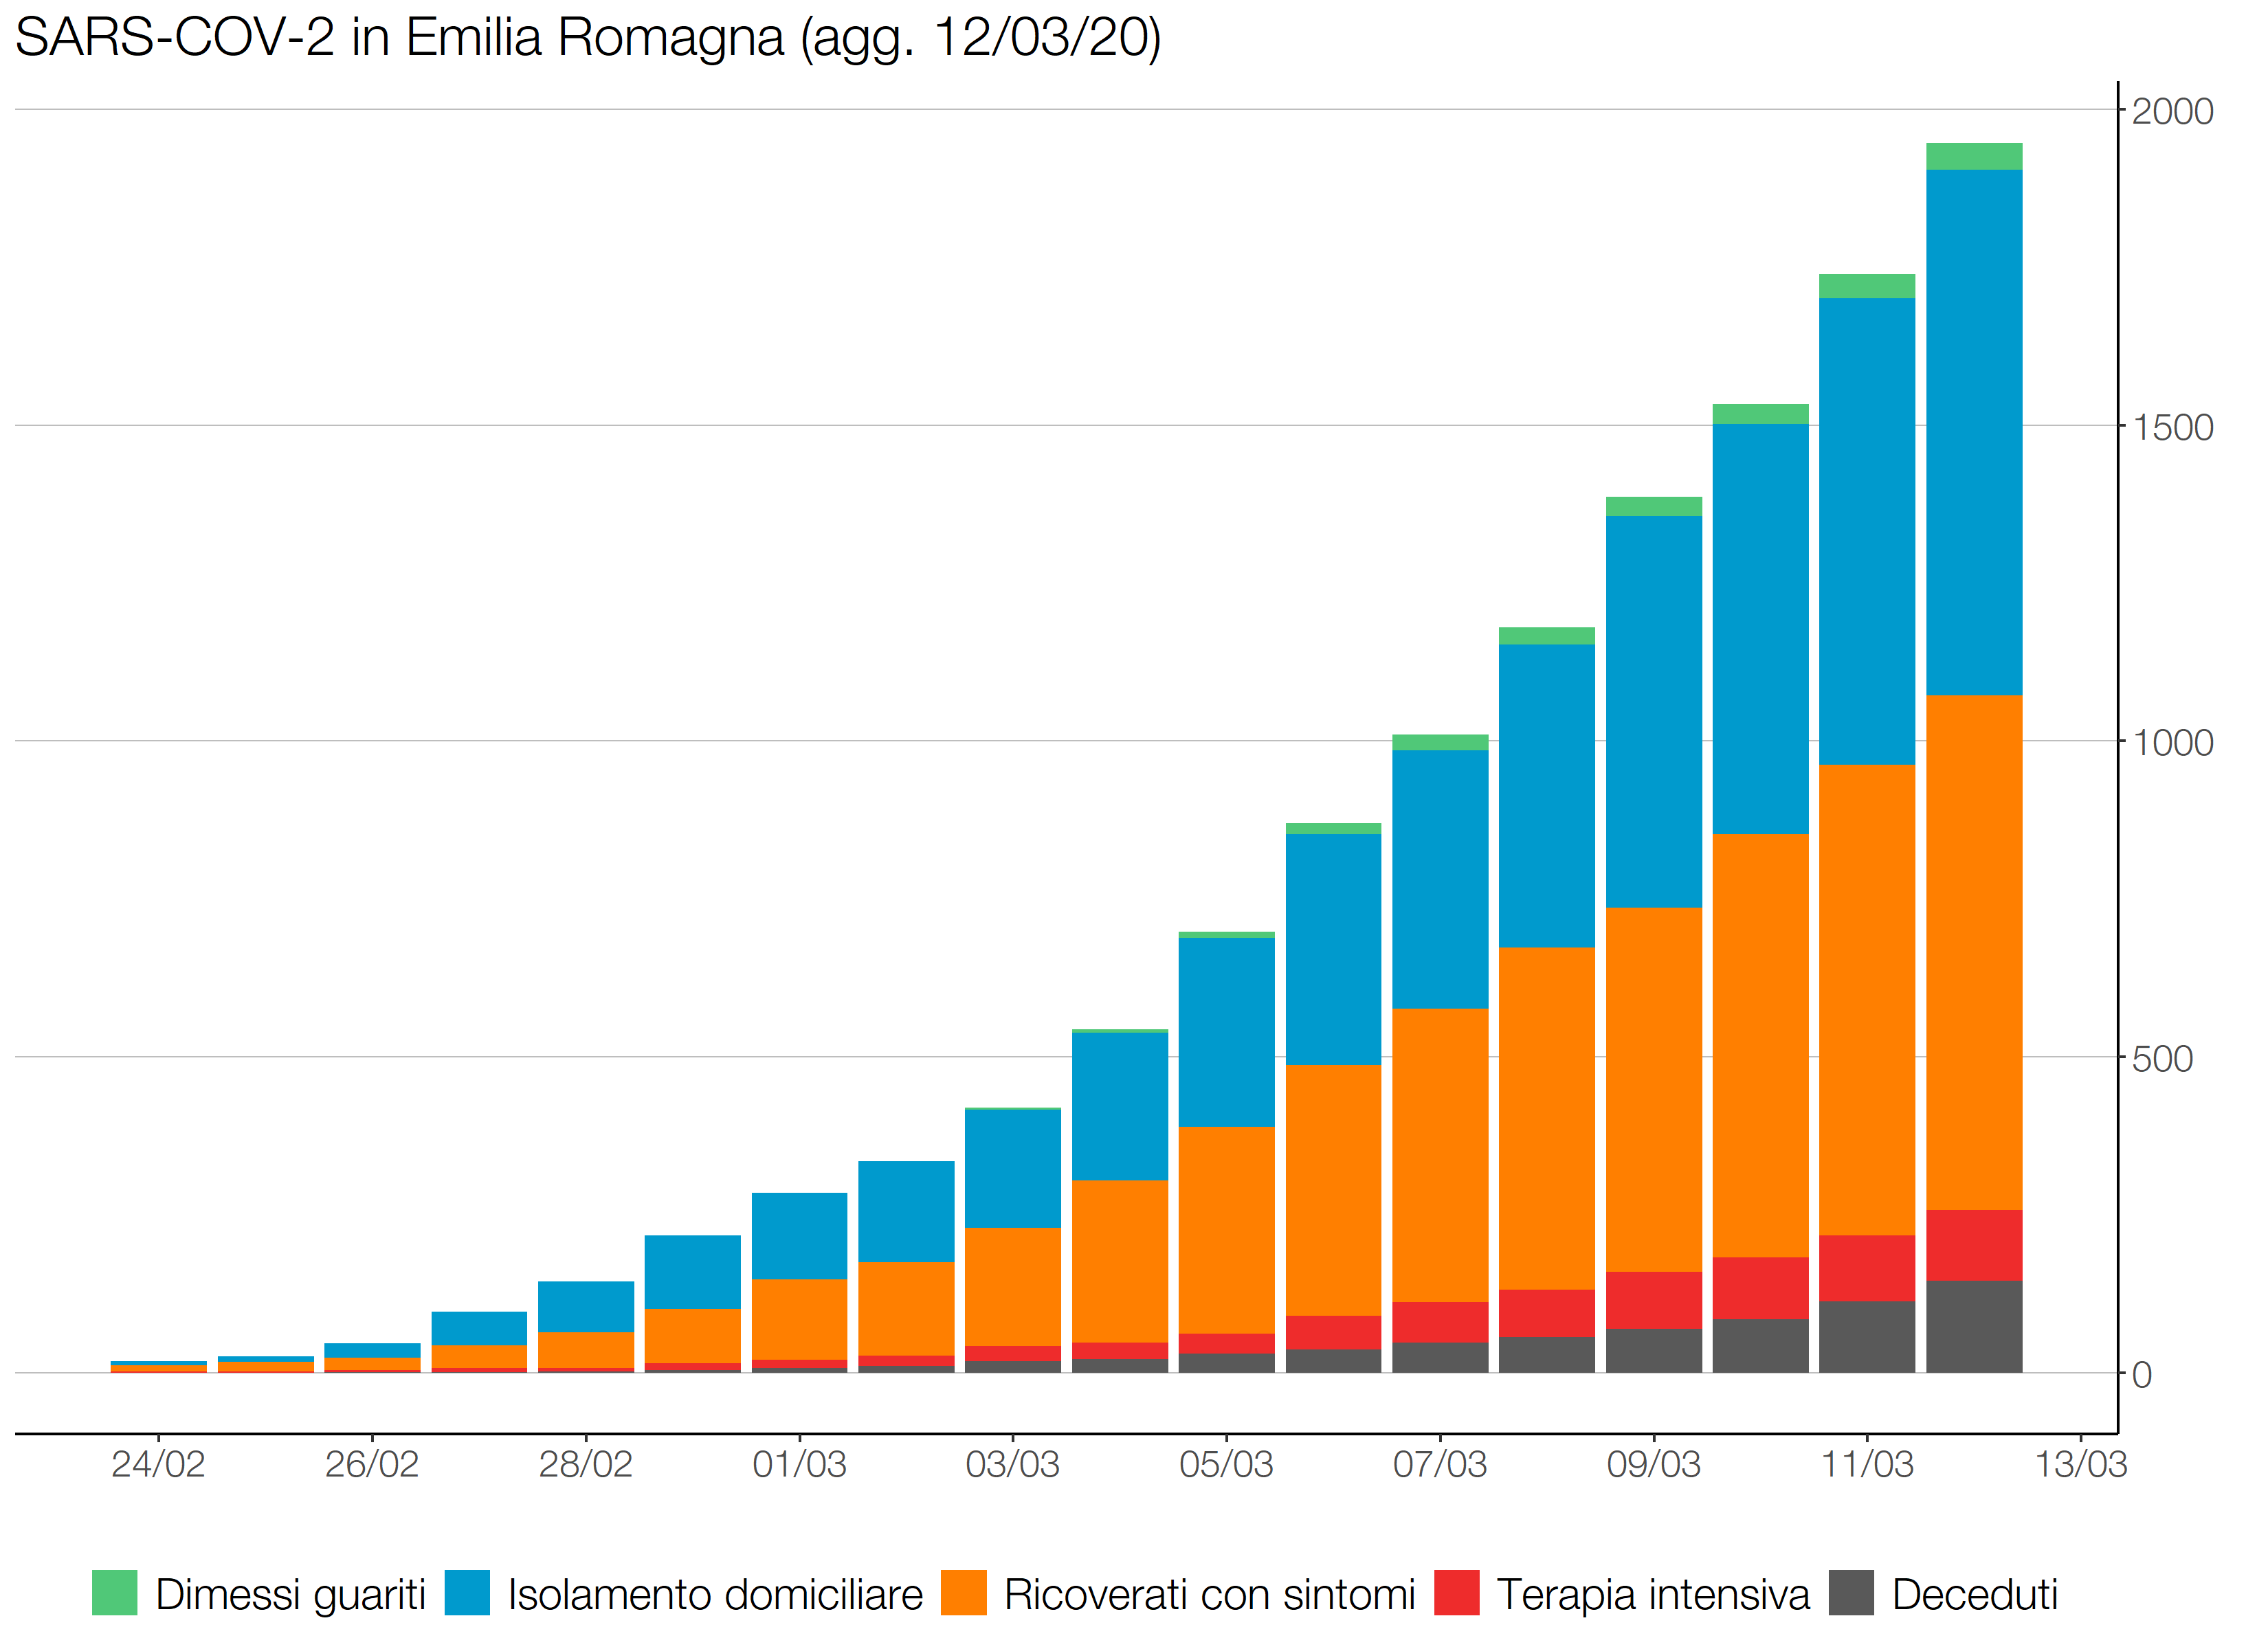 SARS-COV-2 in Emilia Romagna (agg. 12/03/20)
2000
1500
1000
500
0
24/02 26/02 28/02 01/03 03/03 05/03 07/03 09/03 11/03 13/03
Dimessi guariti Isolamento domiciliare Ricoverati con sintomi Terapia intensiva Deceduti